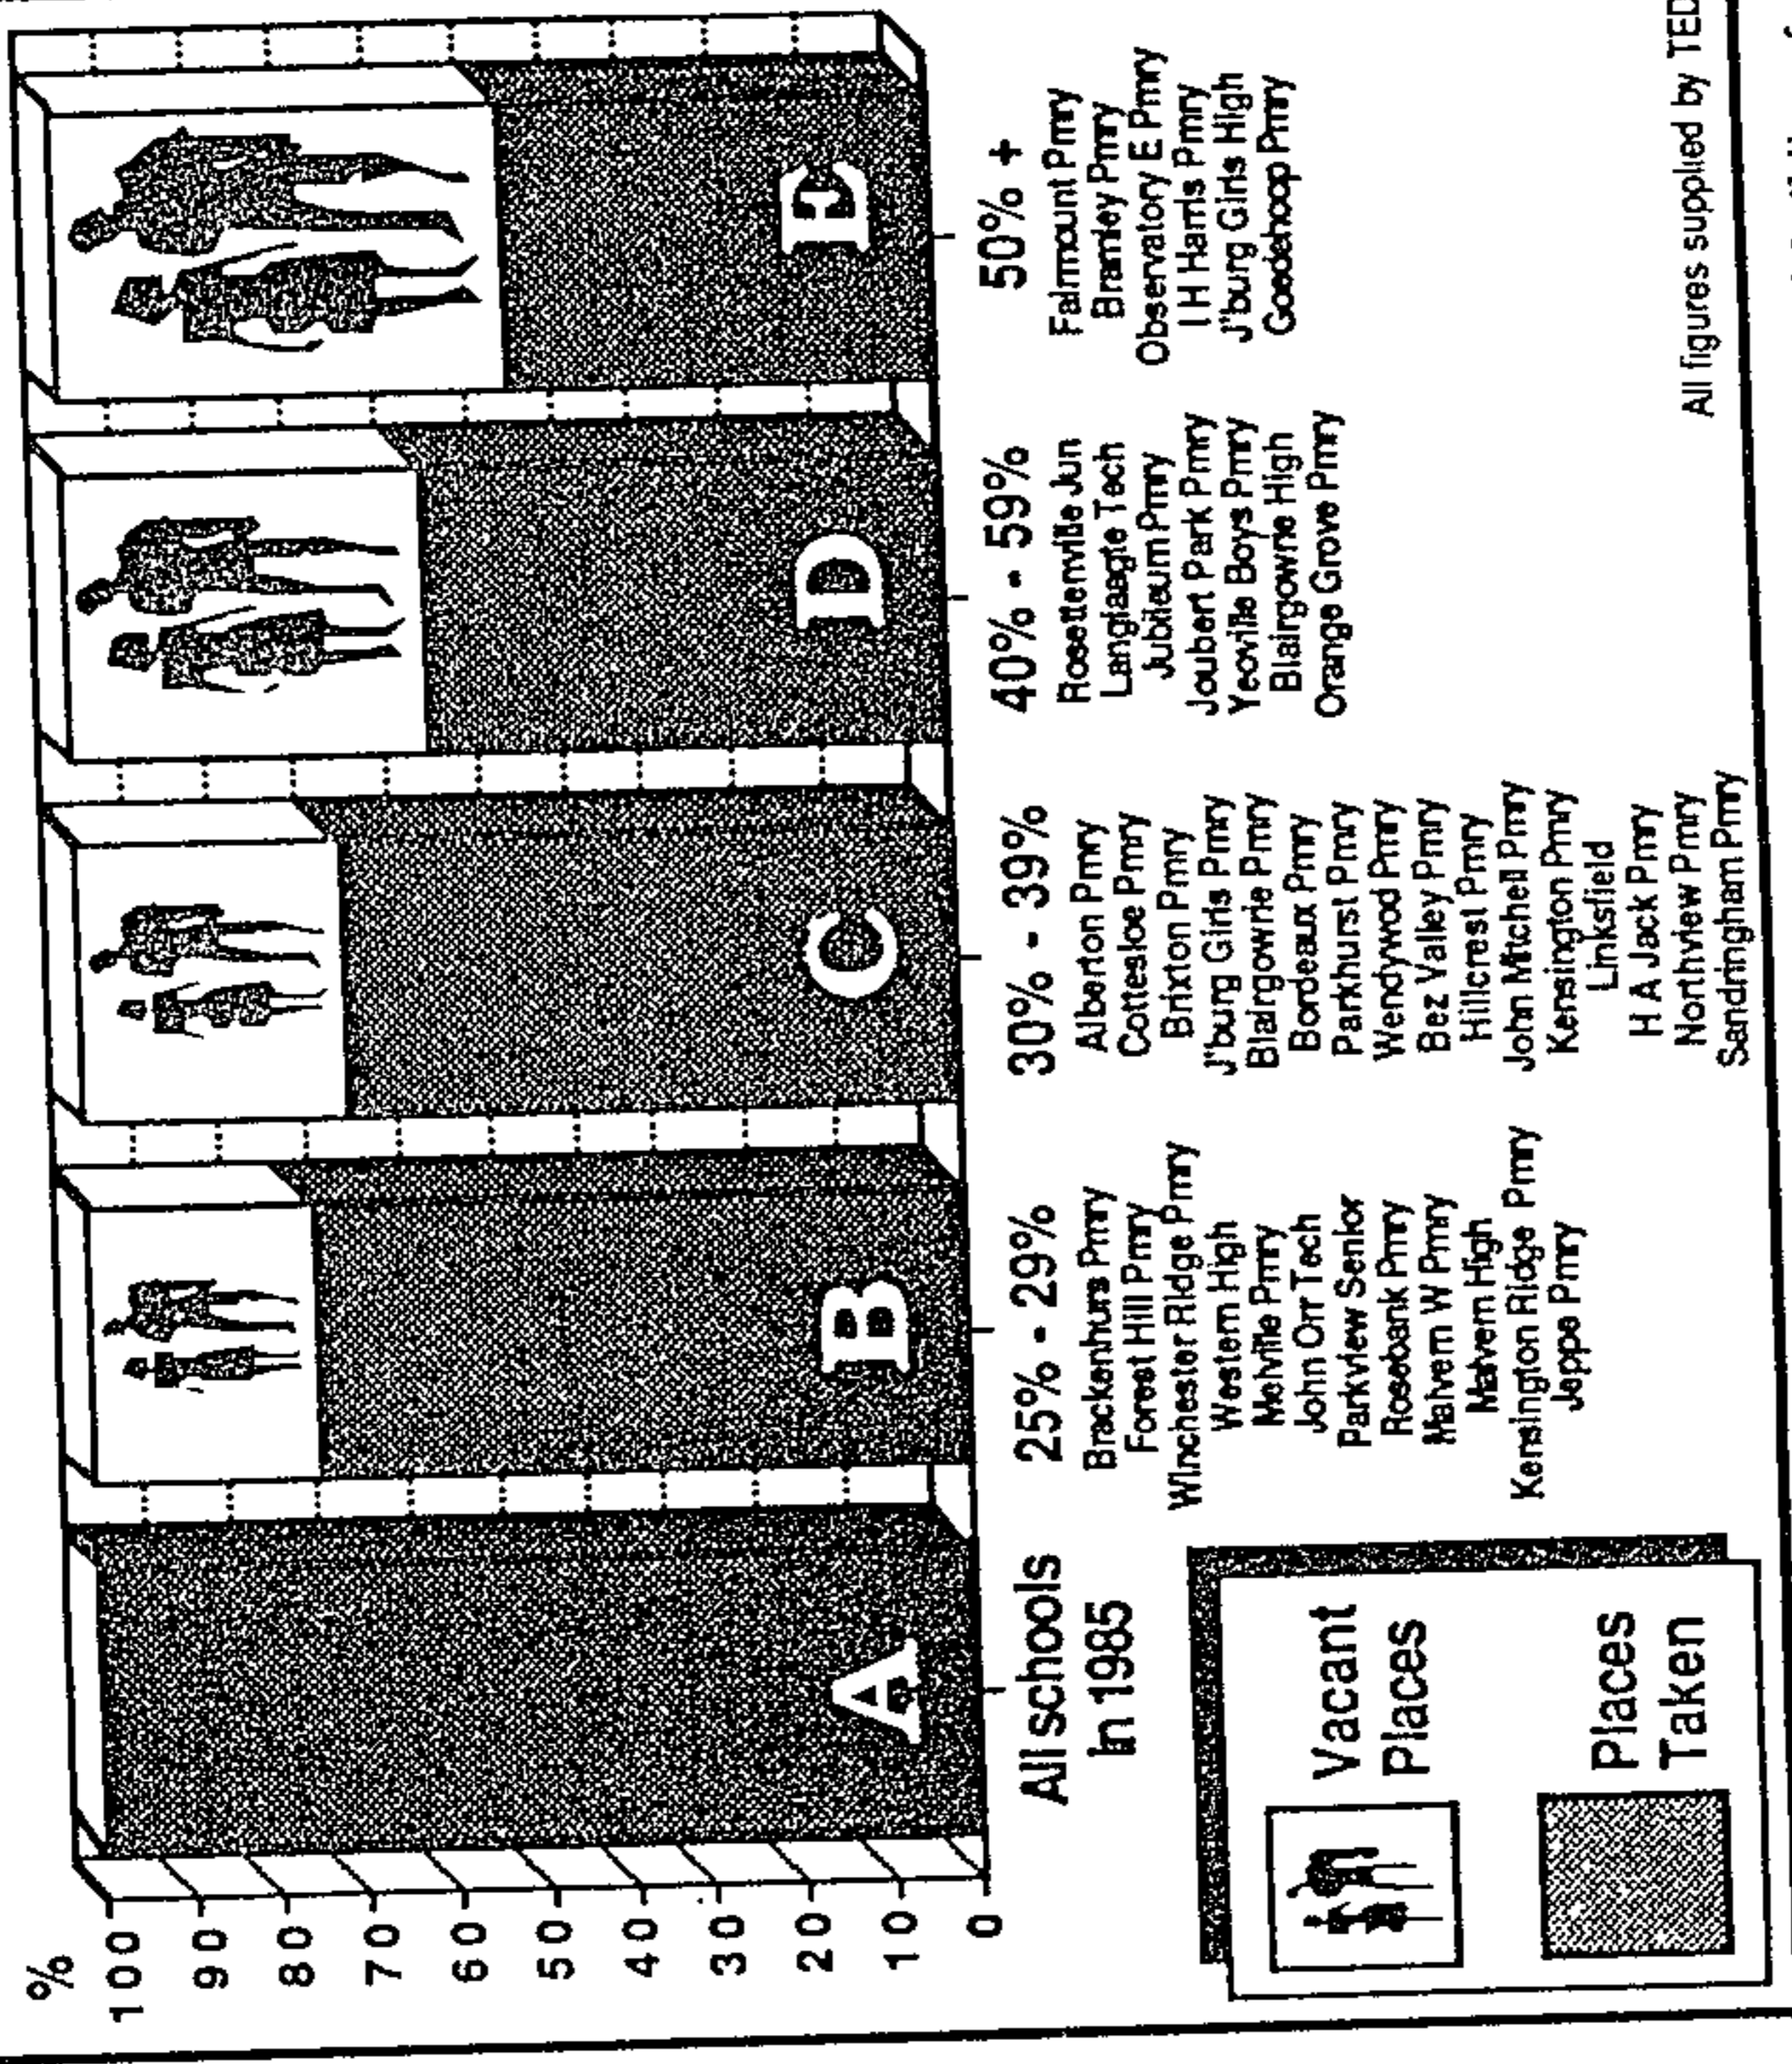 %
100
90
80
70
60
50
40
30
20
10
0
A
B
C
D
E
All schools
In 1985
25% - 29%
Brackenhurs Pmry
Forest Hill Pmry
Winchester Ridge Pmry
Western High
Melville Pmry
John Orr Tech
Parkview Senior
Rosebank Pmry
Malvern W Pmry
Malvern High
Kensington Ridge Pmry
Jeppe Pmry
30% - 39%
Alberton Pmry
Cottesloe Pmry
Brixton Pmry
J'burg Girls Pmry
Blairgowrie Pmry
Bordeaux Pmry
Parkhurst Pmry
Wendywod Pmry
Bez Valley Pmry
Hillcrest Pmry
John Mitchell Pmry
Kensington Pmry
Linksfield
H A Jack Pmry
Northview Pmry
Sandringham Pmry
40% - 59%
Rosettenville Jun
Langlaagte Tech
Jubileum Pmry
Joubert Park Pmry
Yeoville Boys Pmry
Blairgowrie High
Orange Grove Pmry
50% +
Fairmount Pmry
Bramley Pmry
Observatory E Pmry
I H Harris Pmry
J'burg Girls High
Goedehoop Pmry
Vacant
Places
Places
Taken
All figures supplied by TED